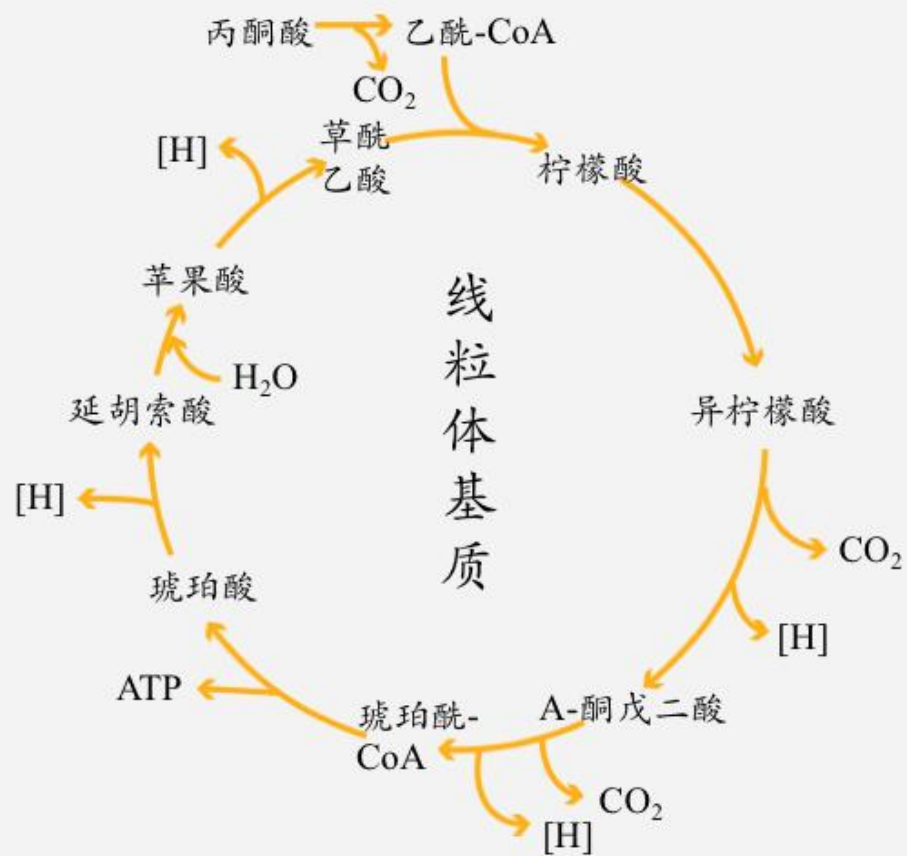 丙酮酸
乙酰-CoA
CO₂
草酰
乙酸
[H]
柠檬酸
苹果酸
线粒体基质
H₂O
延胡索酸
异柠檬酸
[H]
CO₂
琥珀酸
[H]
ATP
A-酮戊二酸
琥珀酰-
CoA
CO₂
[H]